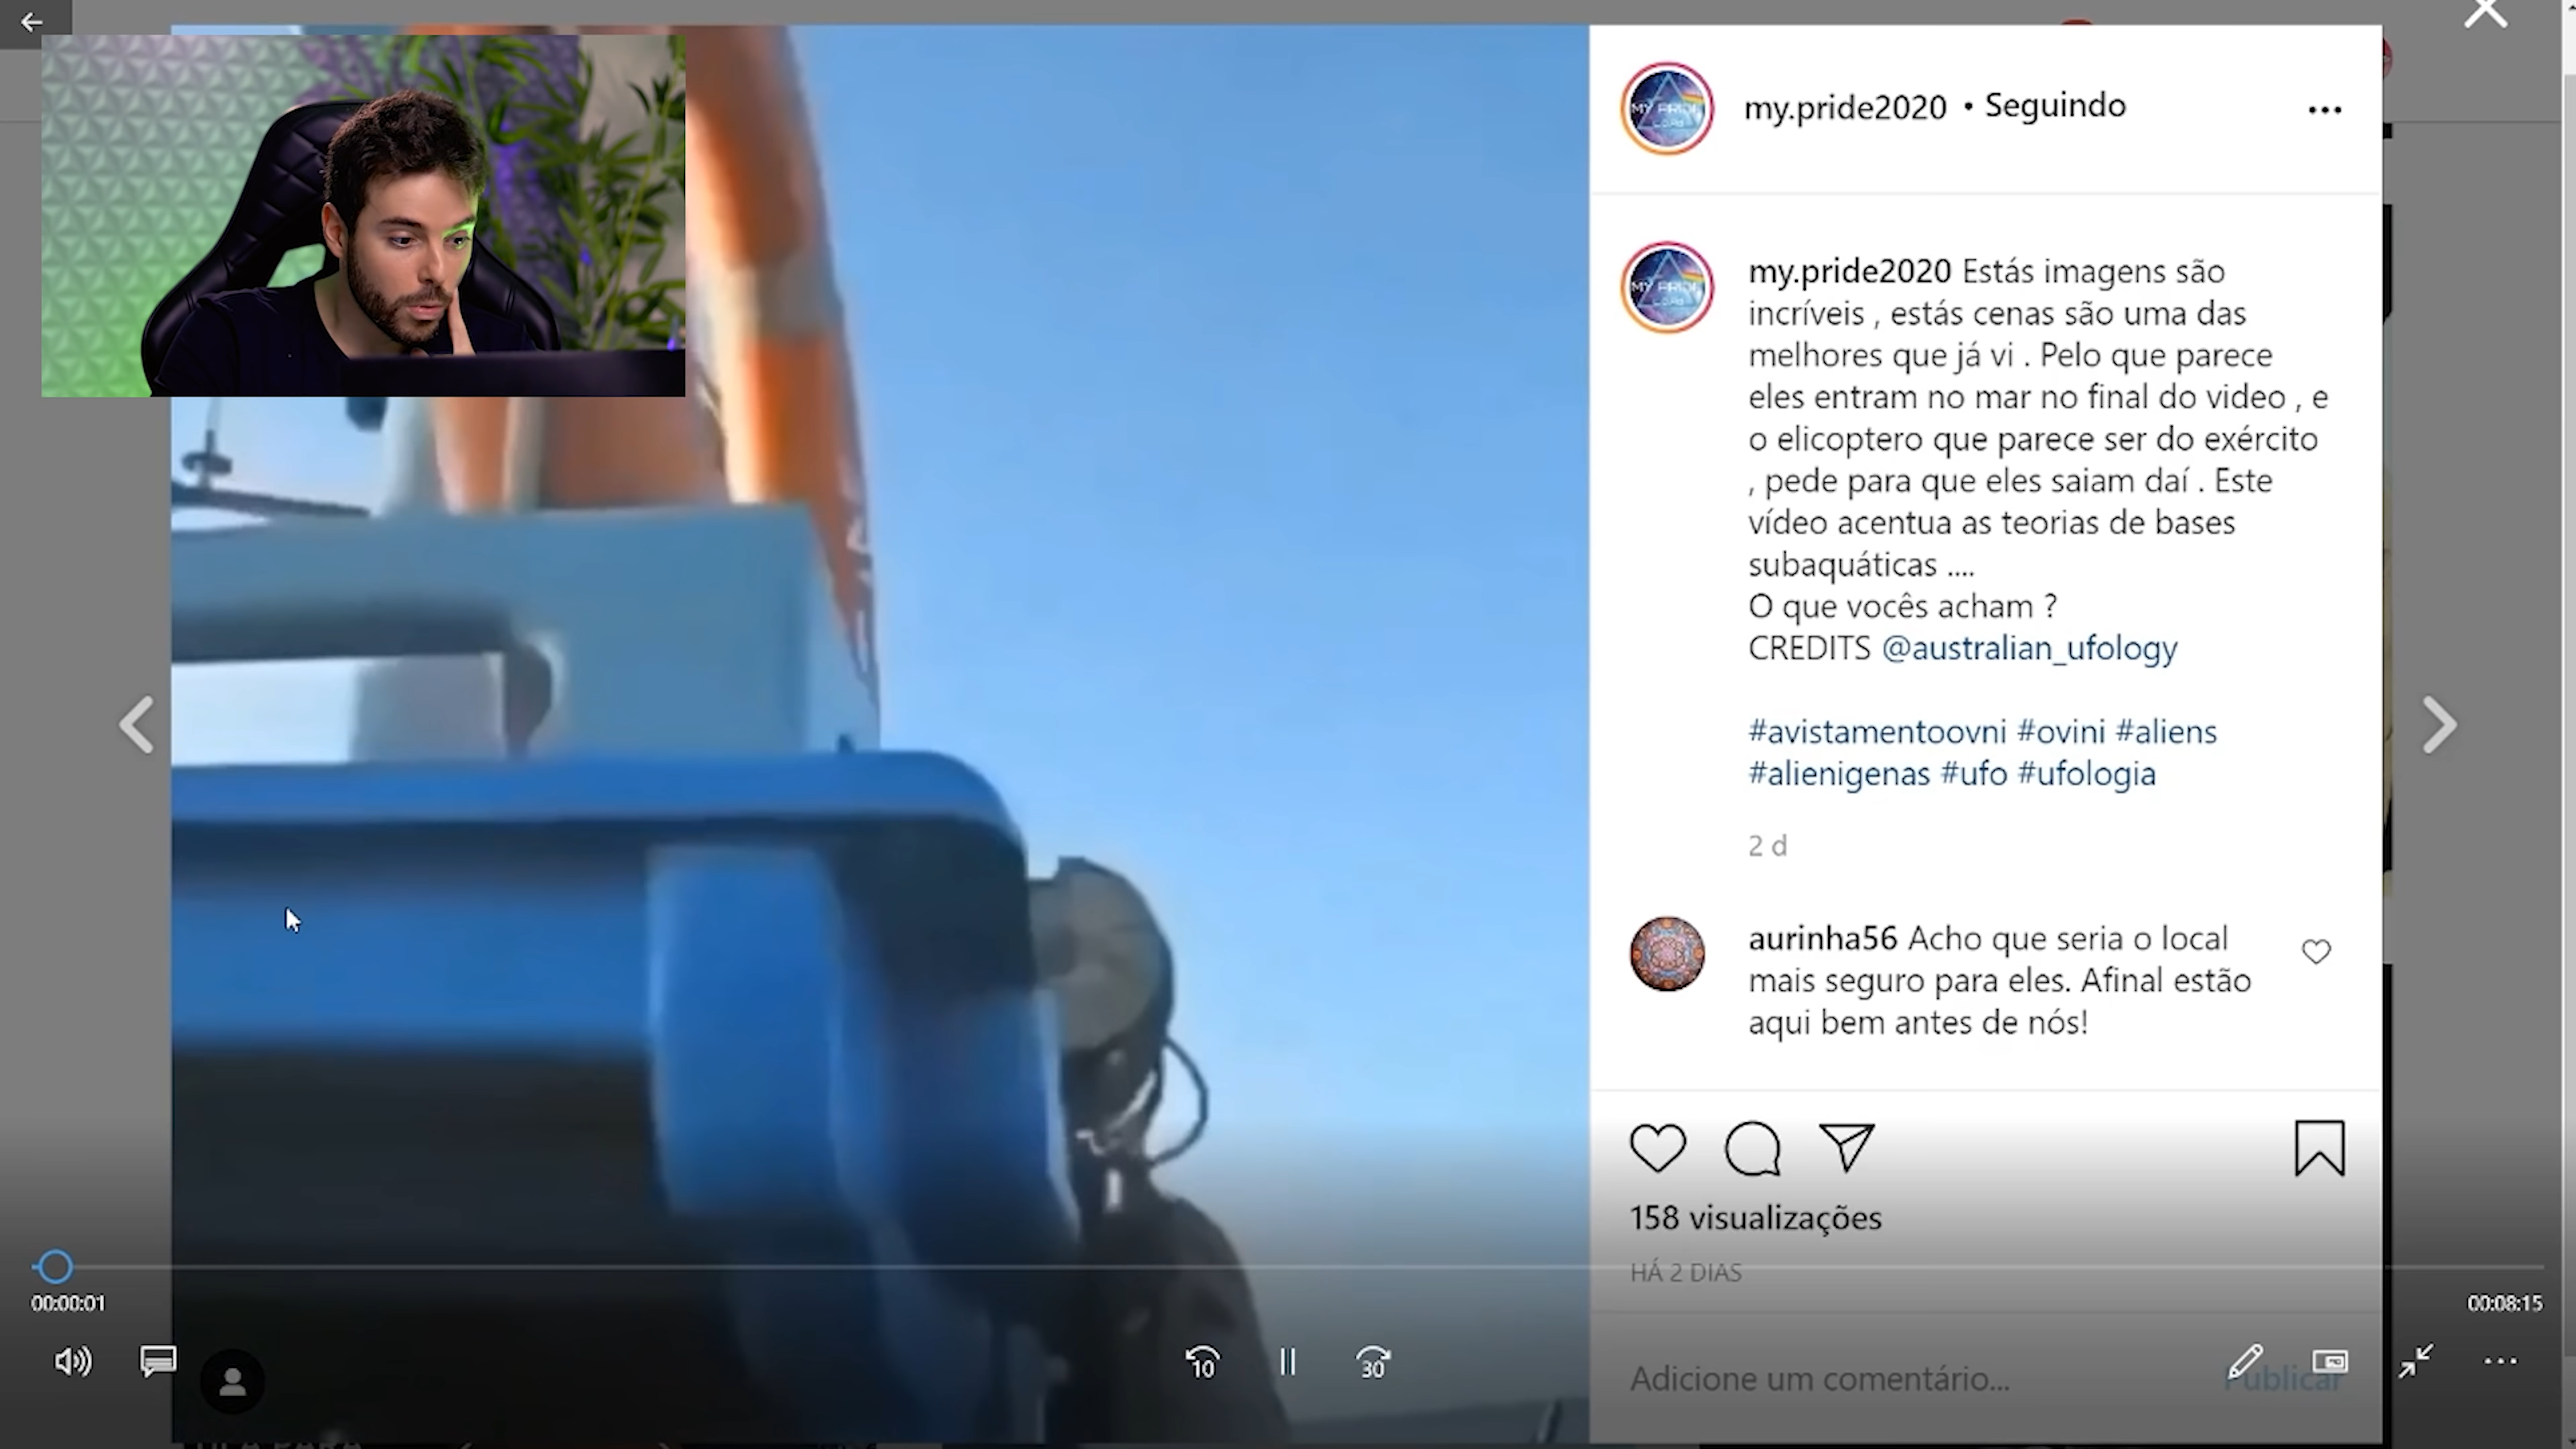 my.pride2020 • Seguindo
my.pride2020 Estás imagens são
incríveis , estás cenas são uma das
melhores que já vi . Pelo que parece
eles entram no mar no final do video , e
o elicoptero que parece ser do exército
, pede para que eles saiam daí . Este
vídeo acentua as teorias de bases
subaquáticas ....
O que vocês acham ?
CREDITS @australian_ufology
#avistamentoovni #ovini #aliens
#alienigenas #ufo #ufologia
2 d
aurinha56 Acho que seria o local
mais seguro para eles. Afinal estão
aqui bem antes de nós!
158 visualizações
HÁ 2 DIAS
00:00:01
00:08:15
10
30
Adicione um comentário...
Publicar